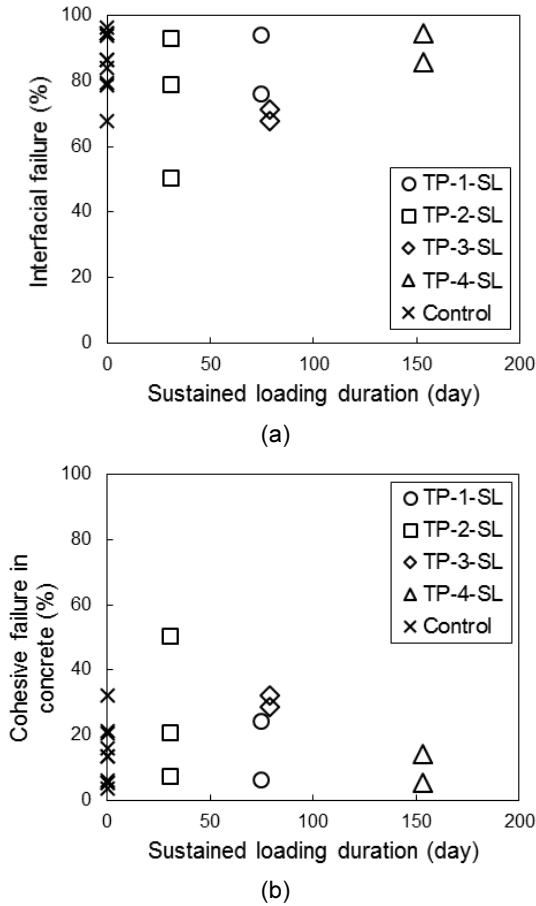 100
80
60
40
20
0
Interfacial failure (%)
TP-1-SL
TP-2-SL
TP-3-SL
TP-4-SL
Control
0 50 100 150 200
Sustained loading duration (day)
(a)
100
80
60
40
20
0
Cohesive failure in
concrete (%)
TP-1-SL
TP-2-SL
TP-3-SL
TP-4-SL
Control
0 50 100 150 200
Sustained loading duration (day)
(b)